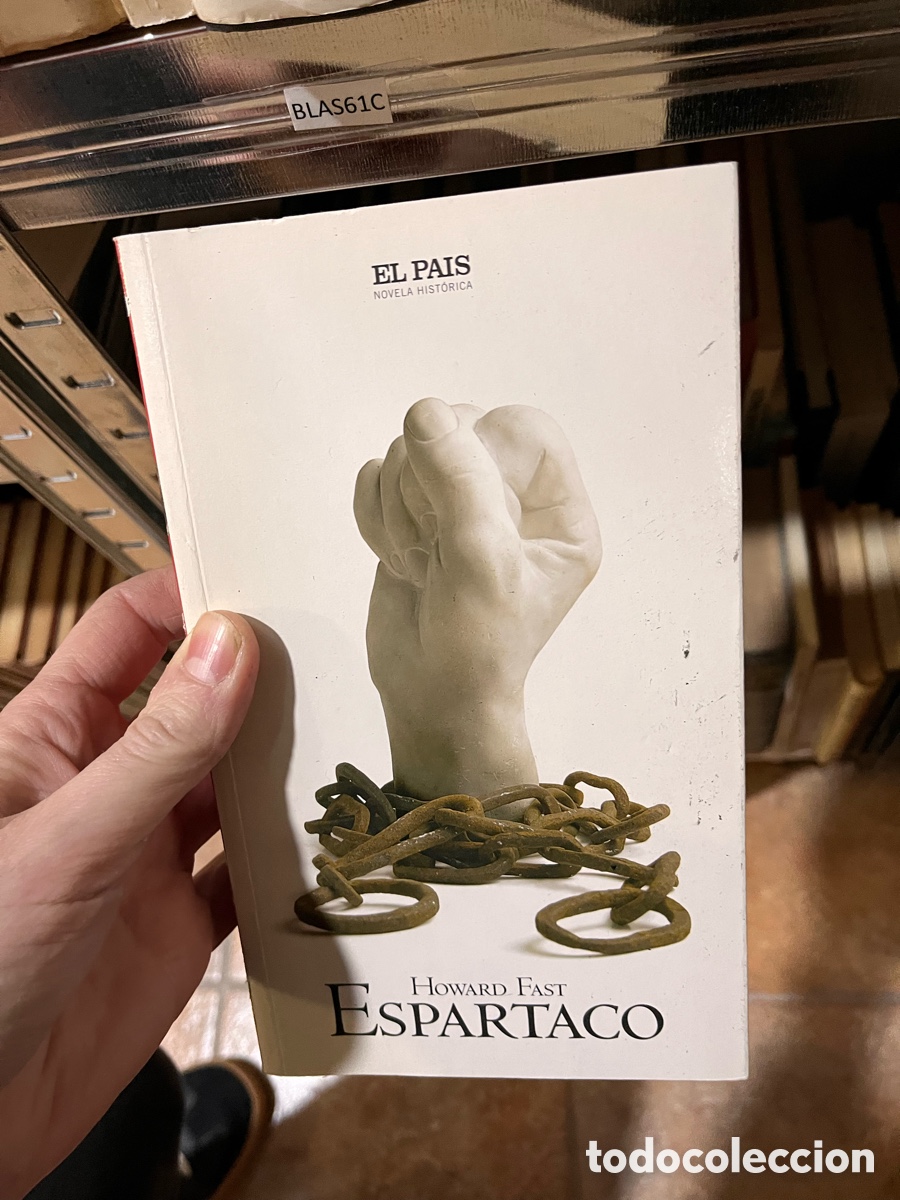 BLAS61C
EL PAIS
NOVELA HISTÓRICA
HOWARD FAST
ESPARTACO
todocoleccion